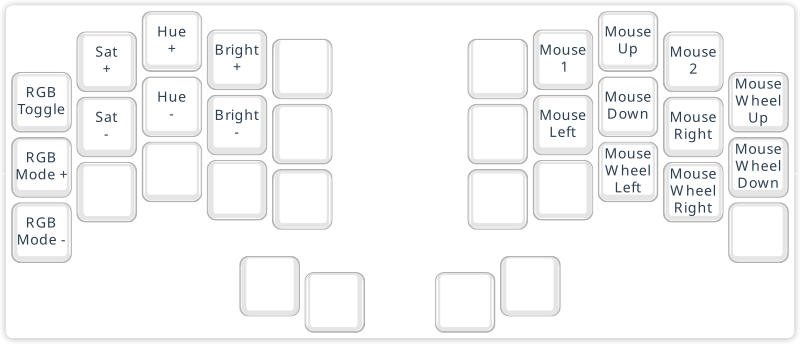 RGB
Toggle
RGB
Mode +
RGB
Mode -
Sat
+
Sat
-
Hue
+
Hue
-
Bright
+
Bright
-
Mouse
1
Mouse
Left
Mouse
Up
Mouse
Down
Mouse
Wheel
Left
Mouse
2
Mouse
Right
Mouse
Wheel
Right
Mouse
Wheel
Up
Mouse
Wheel
Down